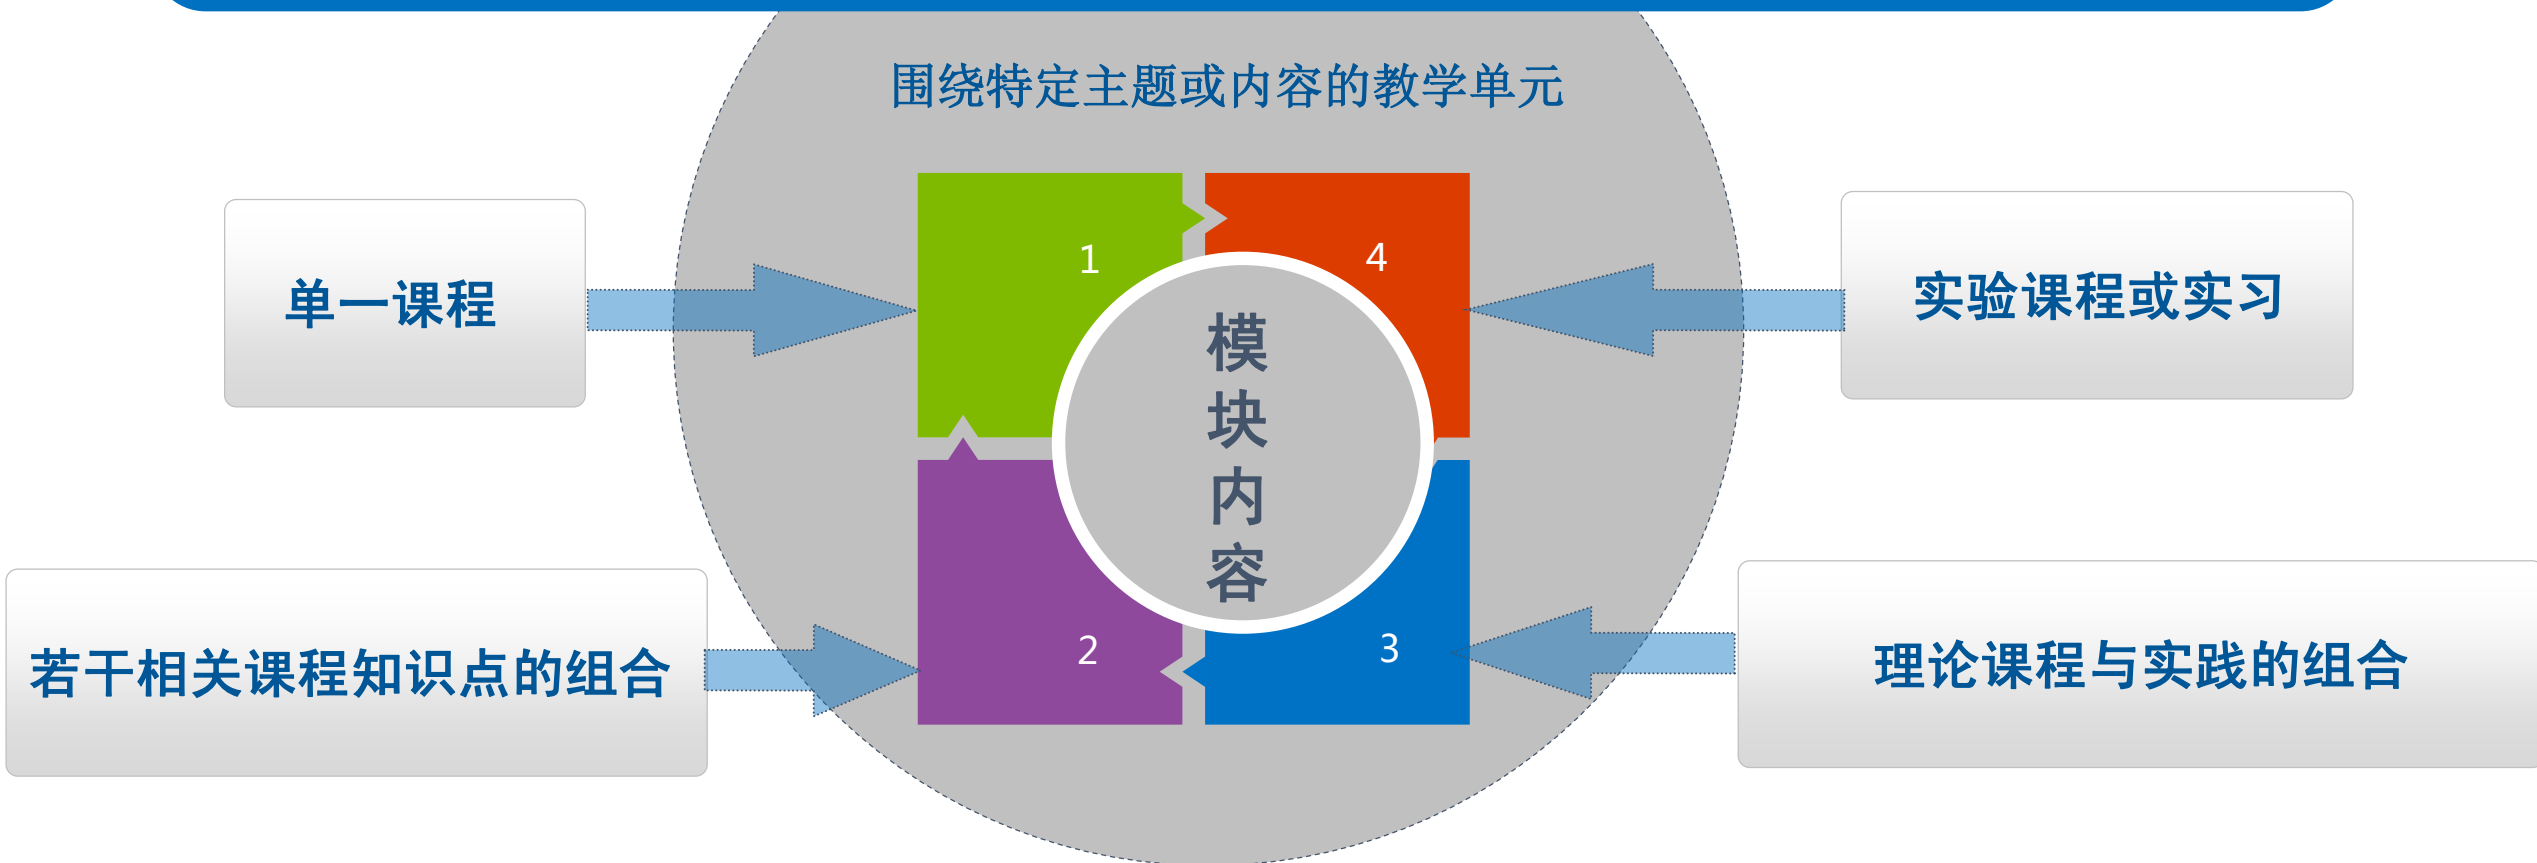 围绕特定主题或内容的教学单元
单一课程
1
4
实验课程或实习
模
块
内
容
若干相关课程知识点的组合
2
3
理论课程与实践的组合